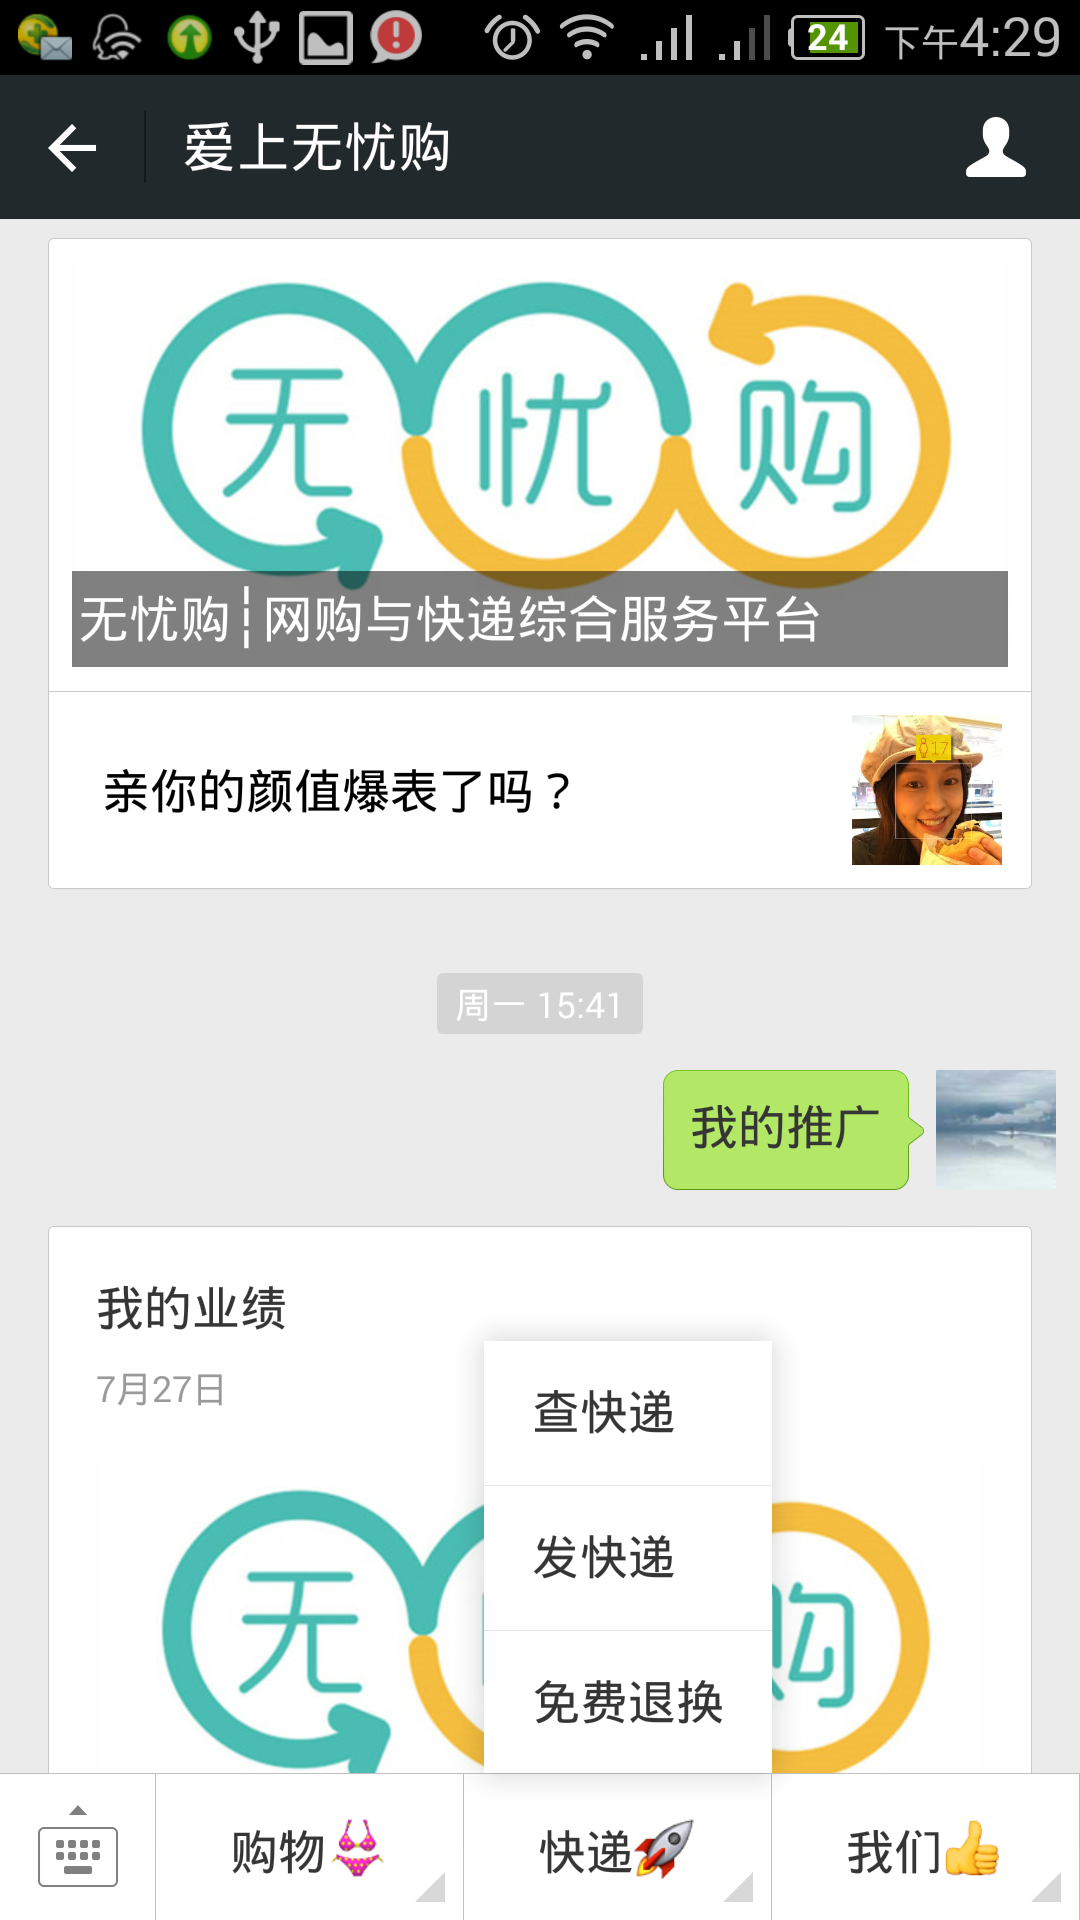 24 下午4:29
爱上无忧购
无忧购
无忧购┆网购与快递综合服务平台
17
亲你的颜值爆表了吗？
周一 15:41
我的推广
我的业绩
7月27日
查快递
发快递
无 购
免费退换
购物👙 快递🚀 我们👍